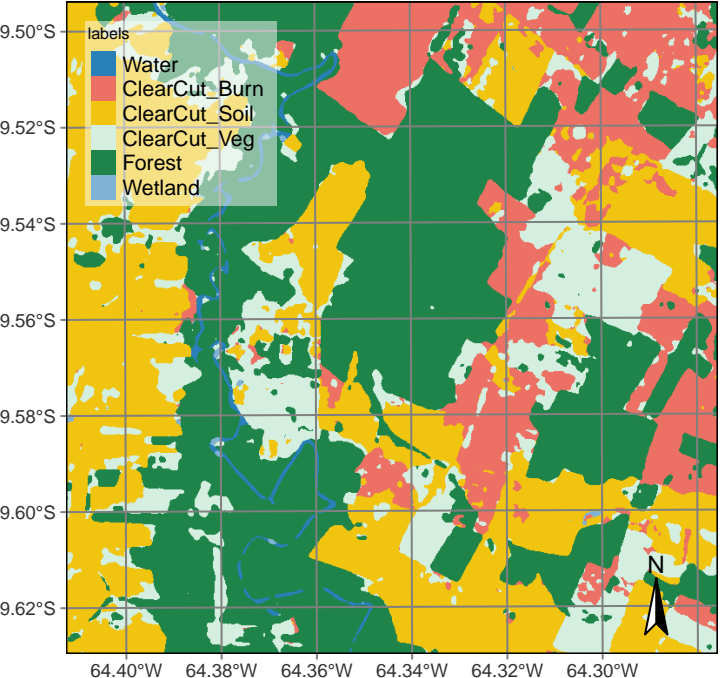 labels
Water
ClearCut_Burn
ClearCut_Soil
ClearCut_Veg
Forest
Wetland
9.50°S
9.52°S
9.54°S
9.56°S
9.58°S
9.60°S
9.62°S
N
64.40°W 64.38°W 64.36°W 64.34°W 64.32°W 64.30°W